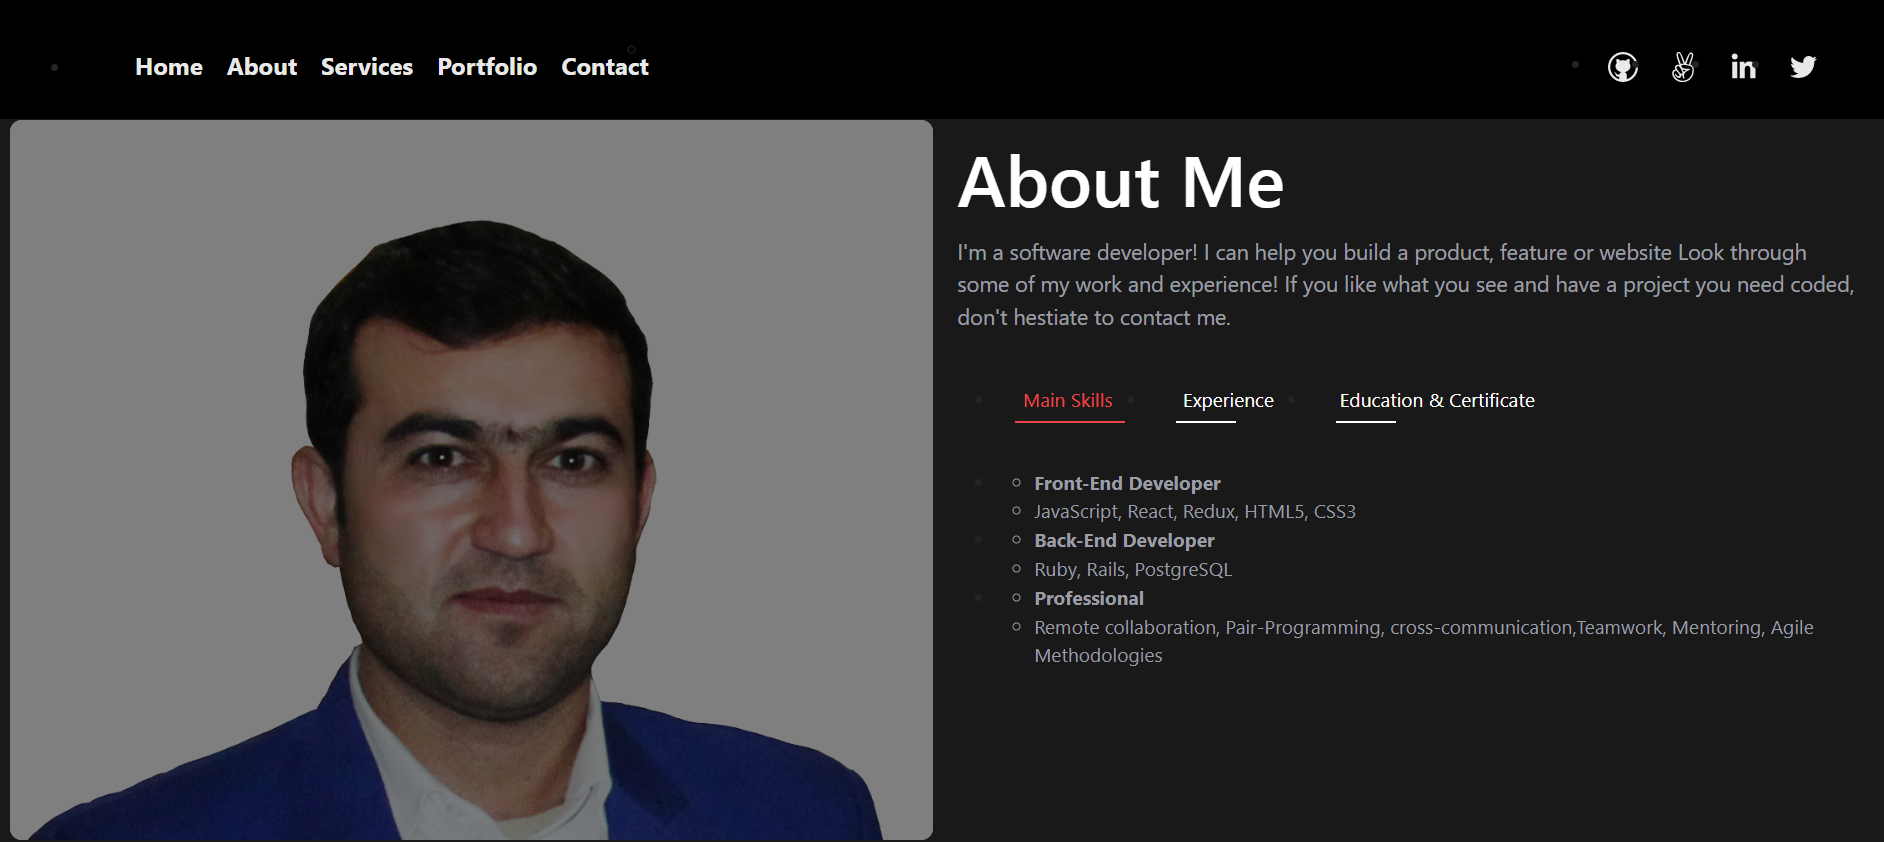 Home About Services Portfolio Contact
About Me
I'm a software developer! I can help you build a product, feature or website Look through
some of my work and experience! If you like what you see and have a project you need coded,
don't hestiate to contact me.
Main Skills Experience Education & Certificate
Front-End Developer
JavaScript, React, Redux, HTML5, CSS3
Back-End Developer
Ruby, Rails, PostgreSQL
Professional
Remote collaboration, Pair-Programming, cross-communication,Teamwork, Mentoring, Agile
Methodologies